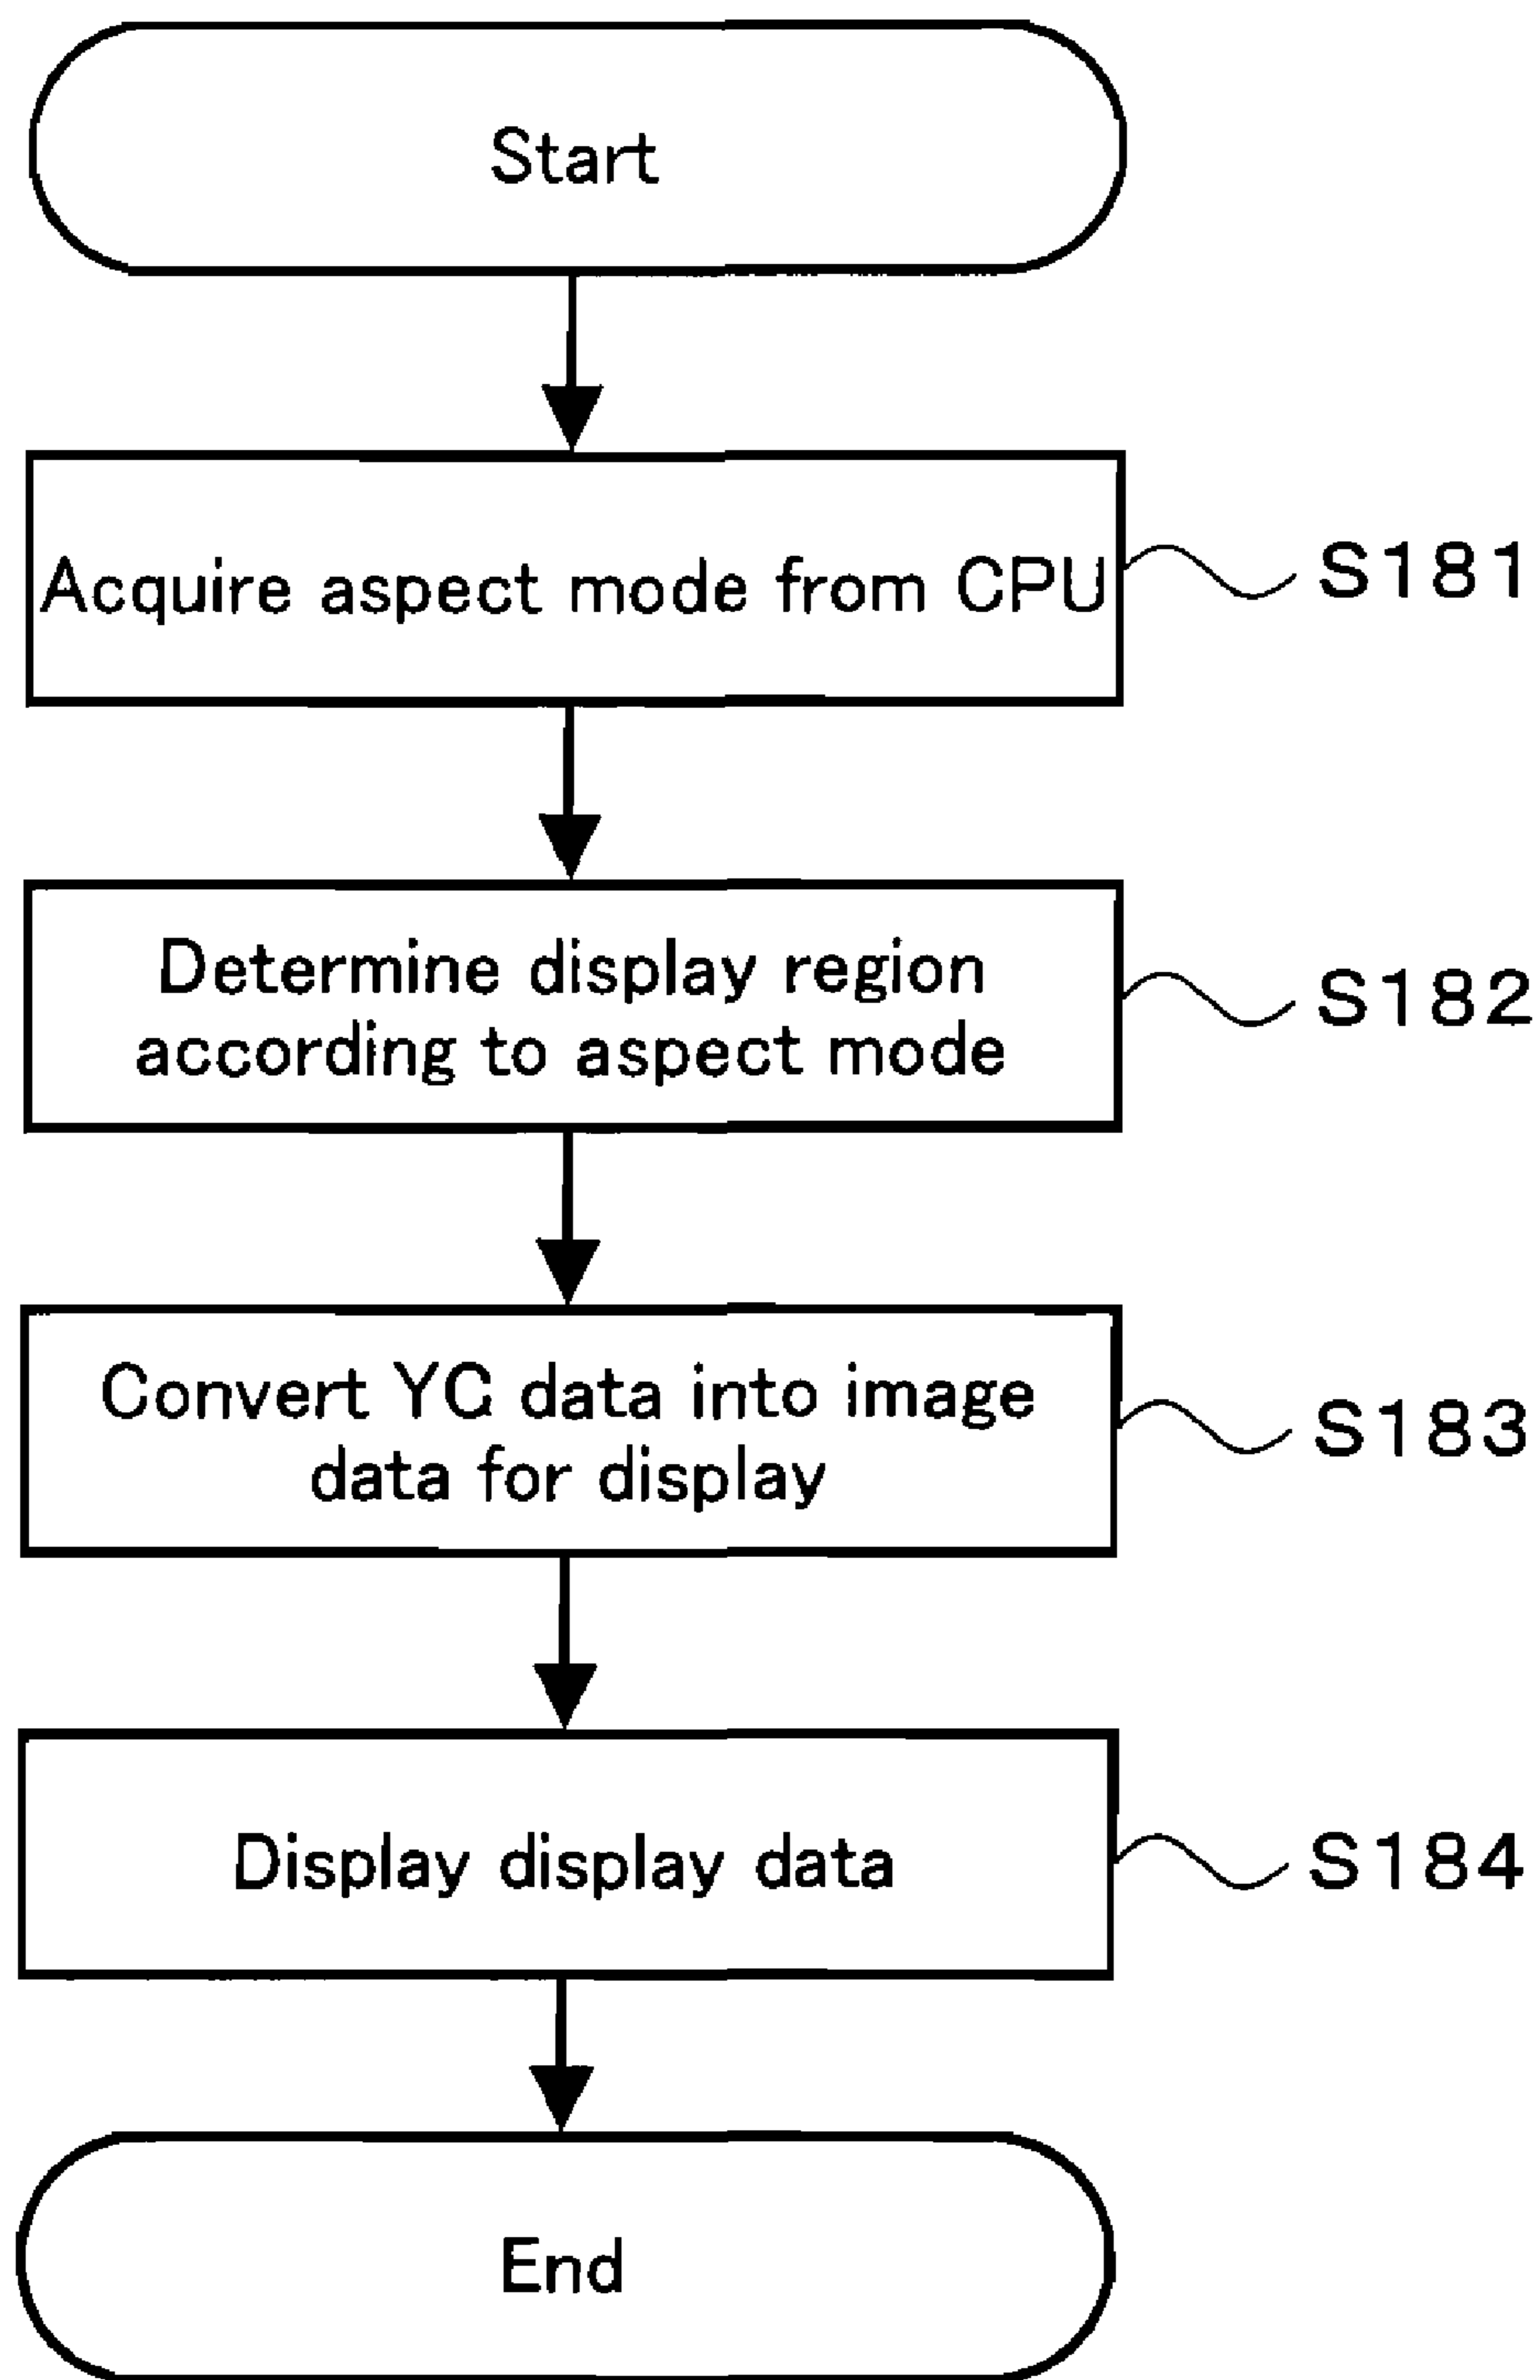 Start
Acquire aspect mode from CPU
S181
Determine display region
according to aspect mode
S182
Convert YC data into image
data for display
S183
Display display data
S184
End